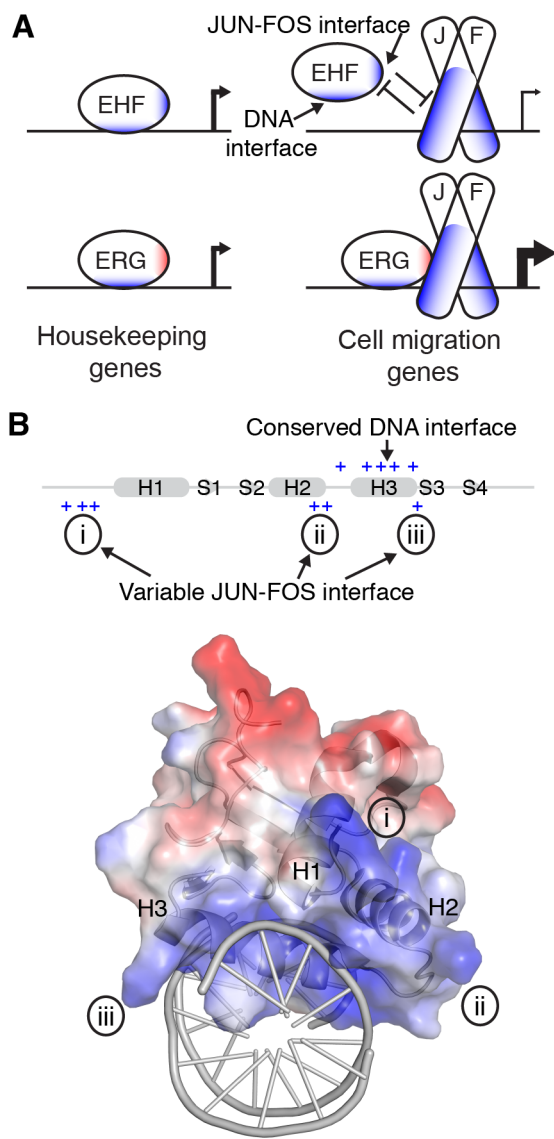 A
JUN-FOS interface
EHF
EHF
J F
DNA
interface
ERG
ERG
J F
Housekeeping
genes
Cell migration
genes
B
Conserved DNA interface
+ +++ +
H1 S1 S2 H2 H3 S3 S4
+ ++ ++ +
i ii iii
Variable JUN-FOS interface
i
H1
H3
H2
ii
iii